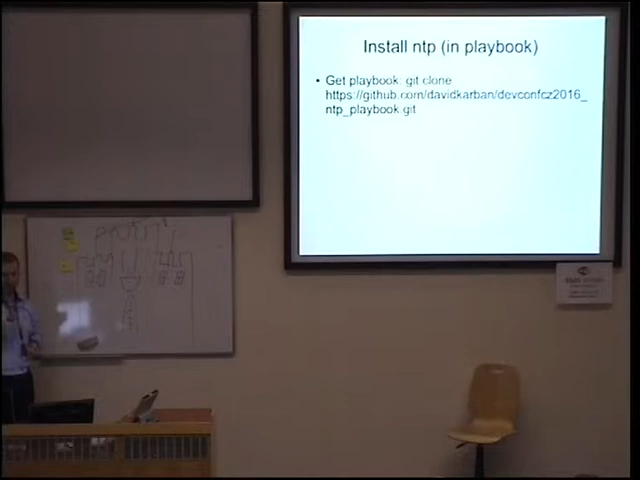 Install ntp (in playbook)
• Get playbook: git clone
https://github.com/davidkarban/devconfcz2016_
ntp_playbook.git